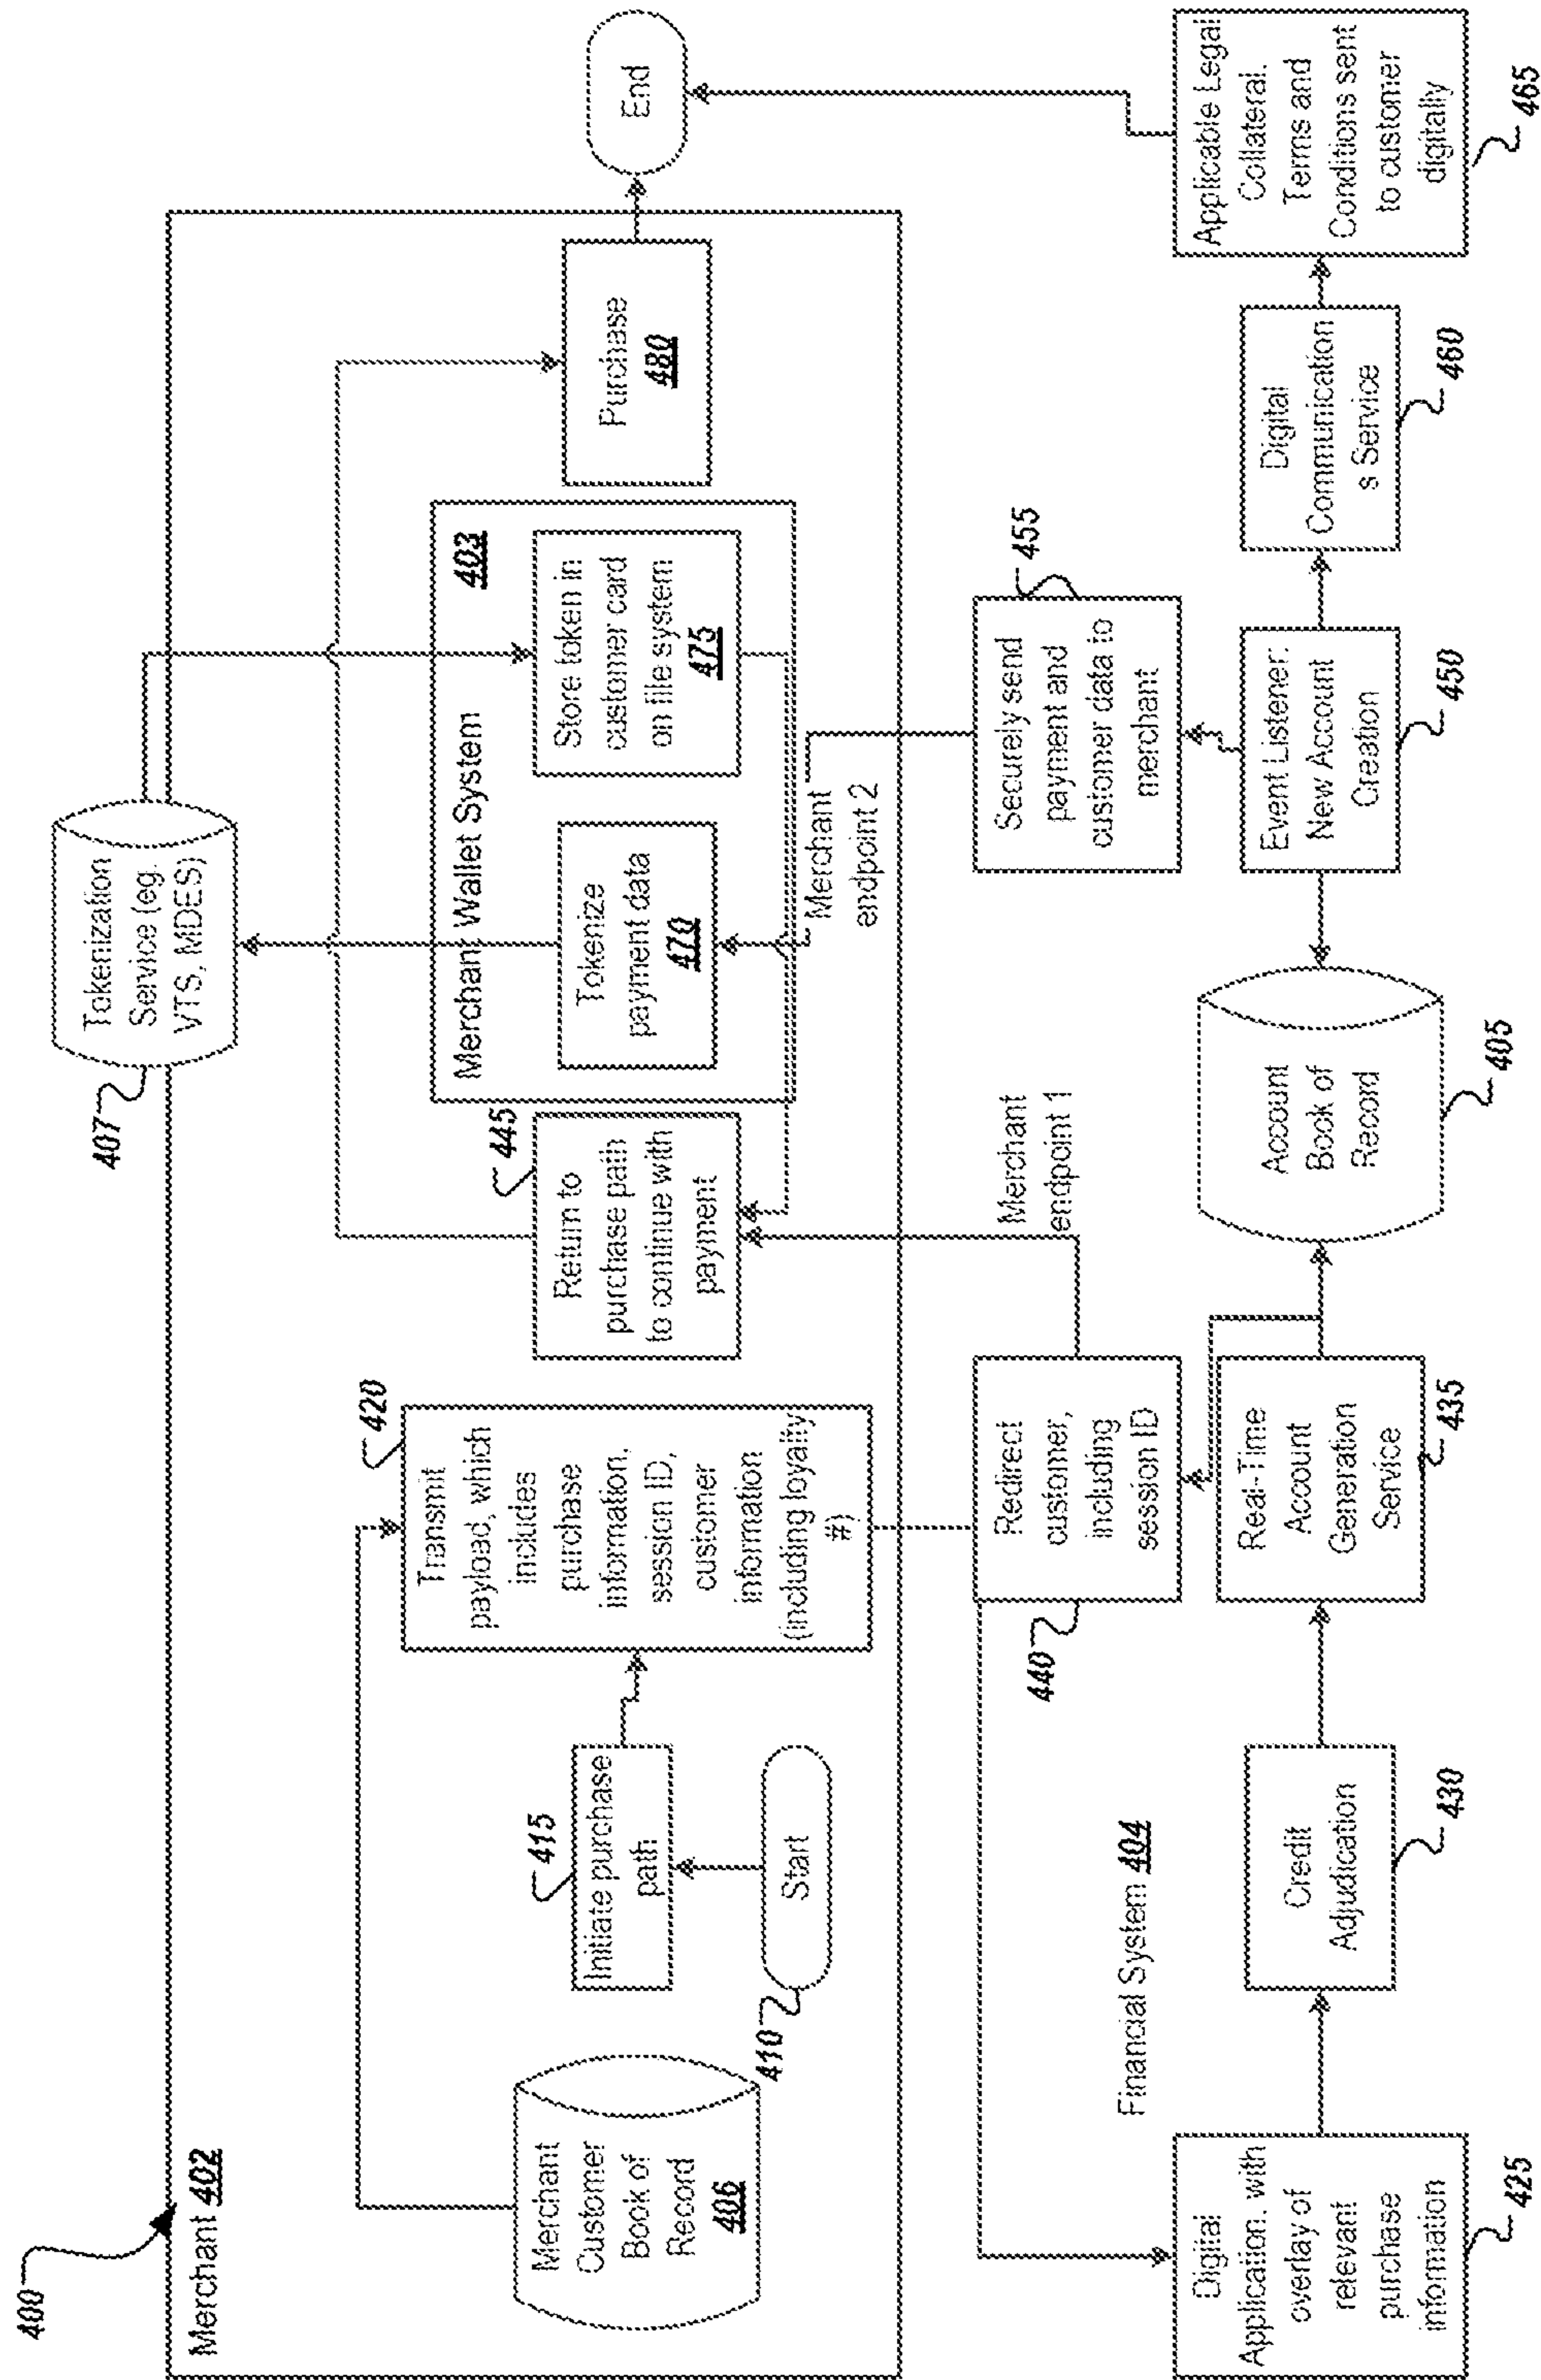 400
Merchant 402
407
Tokenization
Service (eg.
VTS, MDES)
Merchant
Customer
Book of
Record
406
410
Start
415
Initiate purchase
path
420
Transmit
payload, which
includes
purchase
information,
session ID,
customer
information
(including loyality
#)
445
Return to
purchase path
to continue with
payment
Merchant Wallet System
403
Tokenize
payment data
470
Store token in
customer card
on file system
475
Purchase
480
End
Merchant
endpoint 1
Merchant
endpoint 2
Financial System 404
Digital
Application, with
overlay of
relevant
purchase
information
425
Credit
Adjudication
430
440
Redirect
customer,
including
session ID
Real-Time
Account
Generation
Service
435
Account
Book of
Record
405
Securely send
payment and
customer data to
merchant
455
Event Listener:
New Account
Creation
450
Digital
Communication
s Service
460
Applicable Legal
Collateral.
Terms and
Conditions sent
to customer
digitally
465